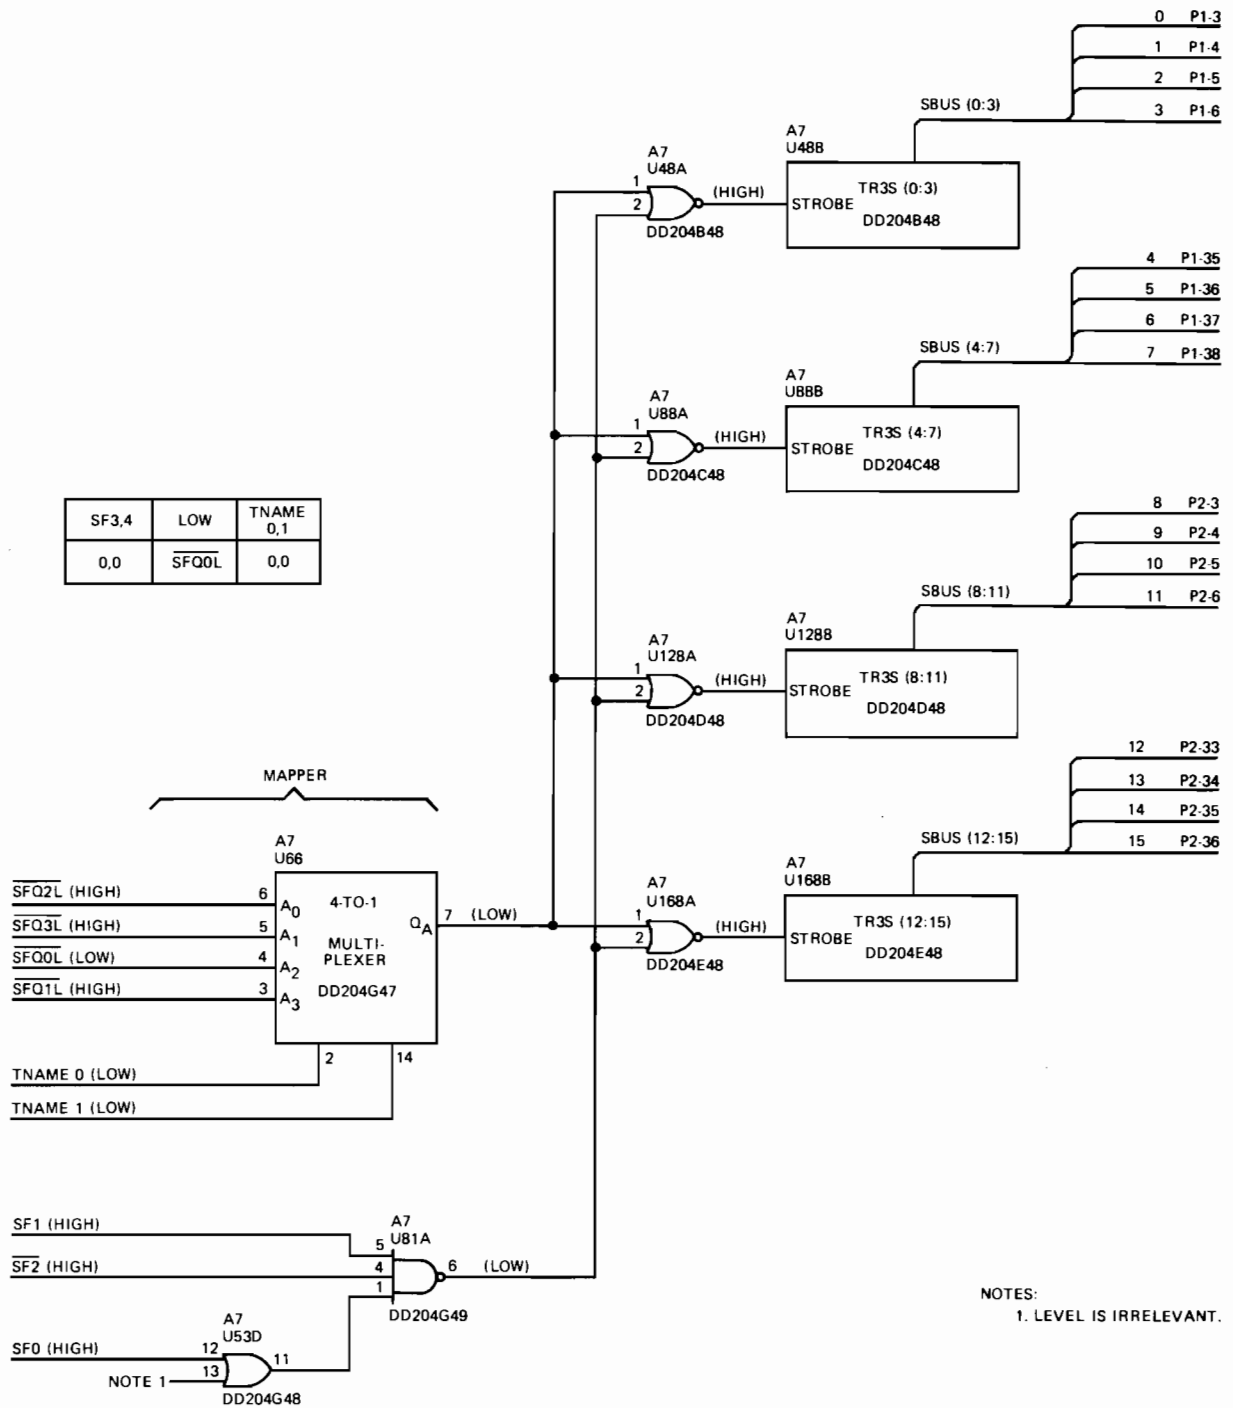 0 P1-3
1 P1-4
2 P1-5
3 P1-6
SBUS (0:3)
A7
U48A
1
2
(HIGH)
DD204B48
A7
U48B
STROBE
TR3S (0:3)
DD204B48
4 P1-35
5 P1-36
6 P1-37
7 P1-38
SBUS (4:7)
A7
U88A
1
2
(HIGH)
DD204C48
A7
U88B
STROBE
TR3S (4:7)
DD204C48
SF3,4 LOW TNAME 0,1
0,0 S̅F̅Q̅0̅L̅ 0,0
8 P2-3
9 P2-4
10 P2-5
11 P2-6
SBUS (8:11)
A7
U128A
1
2
(HIGH)
DD204D48
A7
U128B
STROBE
TR3S (8:11)
DD204D48
12 P2-33
13 P2-34
14 P2-35
15 P2-36
SBUS (12:15)
A7
U168A
1
2
(HIGH)
DD204E48
A7
U168B
STROBE
TR3S (12:15)
DD204E48
MAPPER
A7
U66
S̅F̅Q̅2̅L̅ (HIGH) 6 A0
S̅F̅Q̅3̅L̅ (HIGH) 5 A1
S̅F̅Q̅0̅L̅ (LOW) 4 A2
S̅F̅Q̅1̅L̅ (HIGH) 3 A3
4-TO-1
MULTI-
PLEXER
DD204G47
QA 7 (LOW)
2 14
TNAME 0 (LOW)
TNAME 1 (LOW)
SF1 (HIGH) 5
S̅F̅2̅ (HIGH) 4
1
A7
U81A
6 (LOW)
DD204G49
A7
U53D
SF0 (HIGH) 12
NOTE 1 13
11
DD204G48
NOTES:
1. LEVEL IS IRRELEVANT.